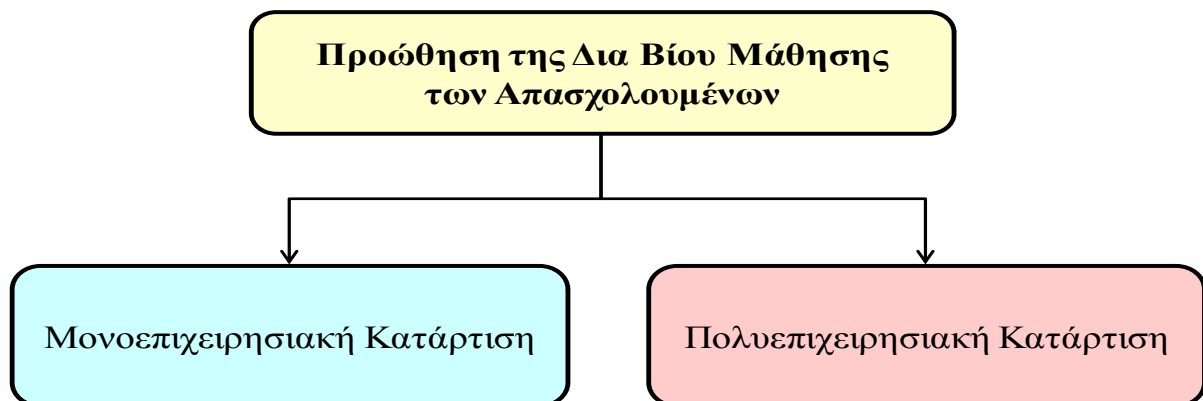 Προώθηση της Δια Βίου Μάθησης
των Απασχολουμένων
Μονοεπιχειρησιακή Κατάρτιση
Πολυεπιχειρησιακή Κατάρτιση